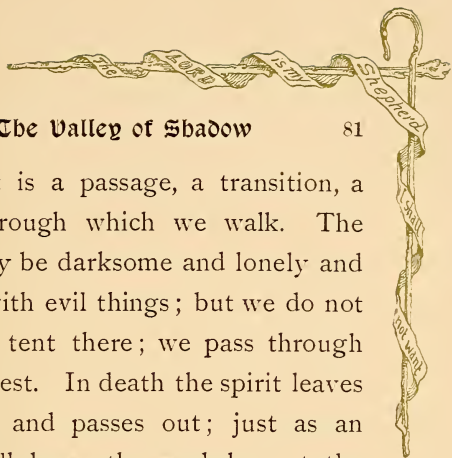 The LORD is my Shepherd
I shall not want
The Valley of Shadow 81
is a passage, a transition, a
rough which we walk. The
y be darksome and lonely and
ith evil things; but we do not
tent there; we pass through
est. In death the spirit leaves
and passes out; just as an